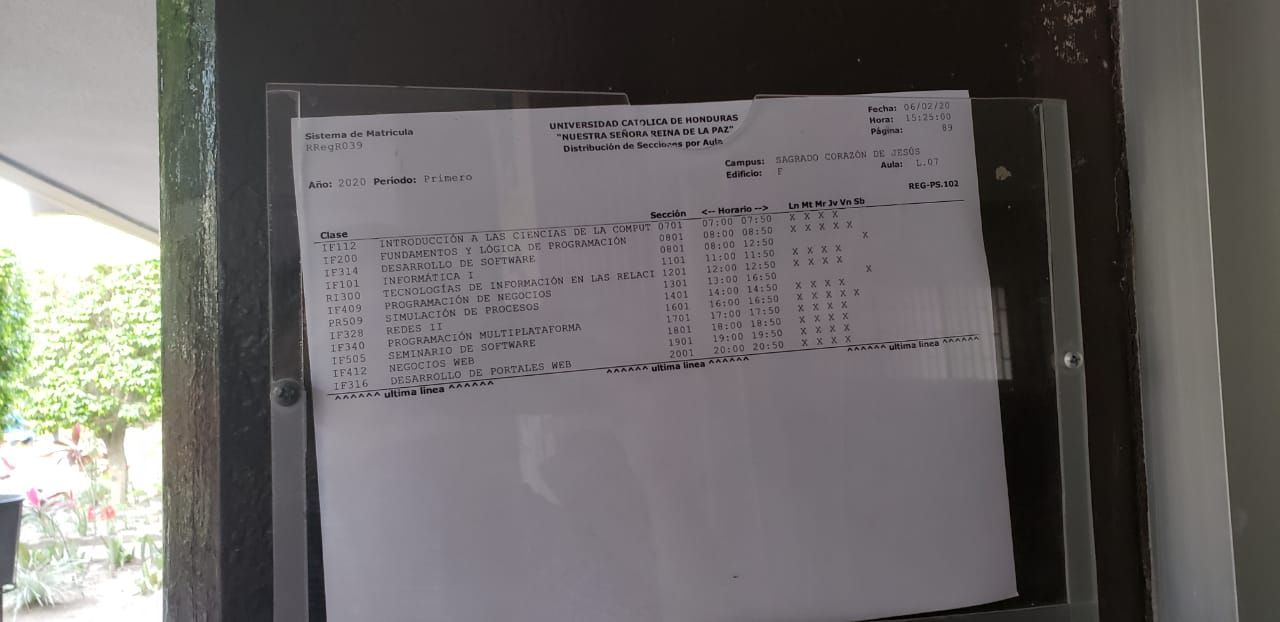 Sistema de Matricula
RRegR039
UNIVERSIDAD CATOLICA DE HONDURAS
"NUESTRA SEÑORA REINA DE LA PAZ"
Distribución de Secciones por Aula
Fecha: 06/02/20
Hora: 15:25:00
Página: 89
Año: 2020 Período: Primero
Campus: SAGRADO CORAZÓN DE JESÚS
Edificio: F Aula: L.07
REG-PS.102
Clase Sección <-- Horario --> Ln Mt Mr Jv Vn Sb
IF112 INTRODUCCIÓN A LAS CIENCIAS DE LA COMPUT 0701 07:00 07:50 X X X X
IF200 FUNDAMENTOS Y LÓGICA DE PROGRAMACIÓN 0801 08:00 08:50 X X X X X
IF314 DESARROLLO DE SOFTWARE 0801 08:00 12:50 X
IF101 INFORMÁTICA I 1101 11:00 11:50 X X X X
RI300 TECNOLOGÍAS DE INFORMACIÓN EN LAS RELACI 1201 12:00 12:50 X X X X
IF409 PROGRAMACIÓN DE NEGOCIOS 1301 13:00 16:50 X
PR509 SIMULACIÓN DE PROCESOS 1401 14:00 14:50 X X X X
IF328 REDES II 1601 16:00 16:50 X X X X X
IF340 PROGRAMACIÓN MULTIPLATAFORMA 1701 17:00 17:50 X X X X
IF505 SEMINARIO DE SOFTWARE 1801 18:00 18:50 X X X X
IF412 NEGOCIOS WEB 1901 19:00 19:50 X X X X
IF316 DESARROLLO DE PORTALES WEB 2001 20:00 20:50 X X X X
^^^^^^ ultima linea ^^^^^^ ^^^^^^ ultima linea ^^^^^^ ^^^^^^ ultima linea ^^^^^^